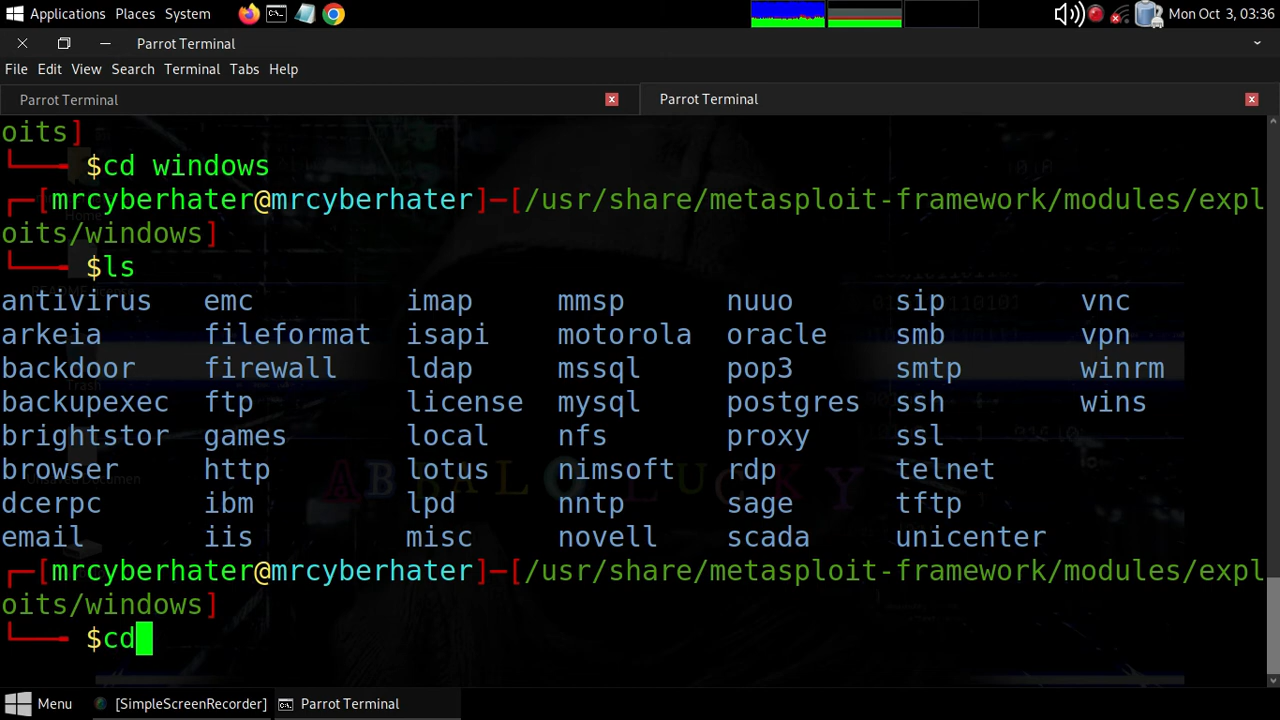 Applications Places System Mon Oct 3, 03:36
Parrot Terminal
File Edit View Search Terminal Tabs Help
Parrot Terminal Parrot Terminal
oits]
$cd windows
[mrcyberhater@mrcyberhater]─[/usr/share/metasploit-framework/modules/expl
oits/windows]
$ls
antivirus emc imap mmsp nuuo sip vnc
arkeia fileformat isapi motorola oracle smb vpn
backdoor firewall ldap mssql pop3 smtp winrm
backupexec ftp license mysql postgres ssh wins
brightstor games local nfs proxy ssl
browser http lotus nimsoft rdp telnet
dcerpc ibm lpd nntp sage tftp
email iis misc novell scada unicenter
[mrcyberhater@mrcyberhater]─[/usr/share/metasploit-framework/modules/expl
oits/windows]
$cd
Menu [SimpleScreenRecorder] Parrot Terminal